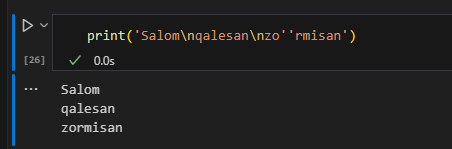 print('Salom\nqalesan\nzo''rmisan')
[26] 0.0s
... Salom
qalesan
zormisan